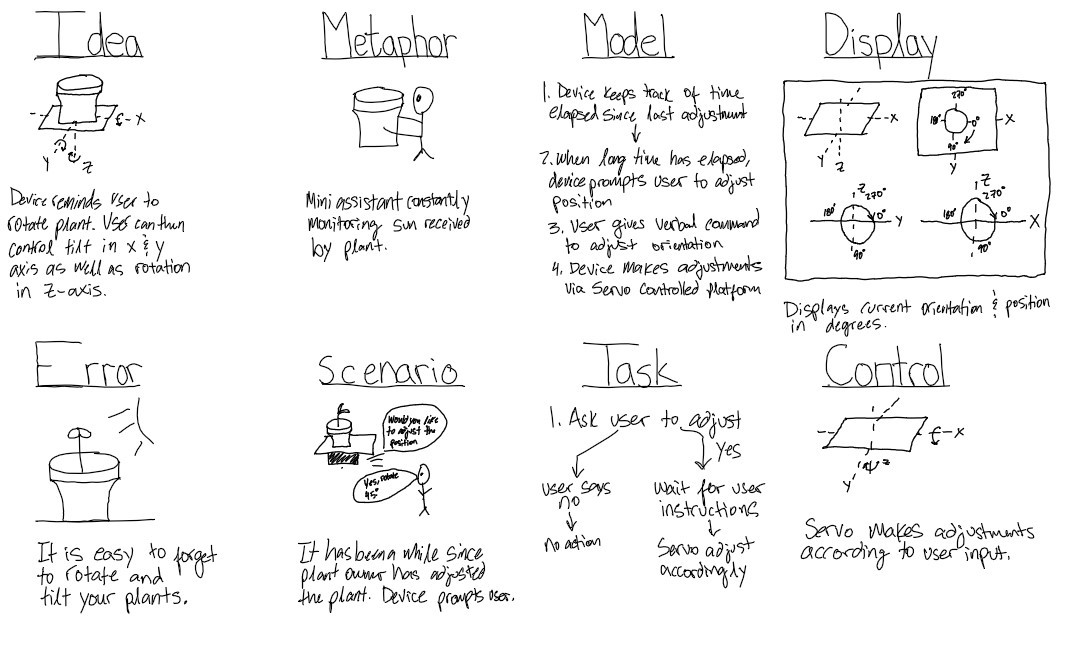 Idea
X
Y
Z
Device reminds user to
rotate plant. User can then
control tilt in x & y
axis as well as rotation
in Z-axis.
Metaphor
Mini assistant constantly
monitoring sun received
by plant.
Model
1. Device keeps track of time
elapsed since last adjustment
2. When long time has elapsed,
device prompts user to adjust
position
3. User gives verbal command
to adjust orientation
4. Device makes adjustments
via Servo Controlled platform
Display
X
Y
Z
270°
180°
0°
90°
X
Y
Z
270°
180°
0°
90°
Y
Z
270°
180°
0°
90°
X
Displays current orientation & position
in degrees.
Error
It is easy to forget
to rotate and
tilt your plants.
Scenario
Would you like
to adjust the
position
Yes, rotate
45°
It has been a while since
plant owner has adjusted
the plant. Device prompts user.
Task
1. Ask user to adjust
Yes
User says
no
No action
Wait for user
instructions
Servo adjust
accordingly
Control
X
Y
Z
Servo makes adjustments
according to user input.